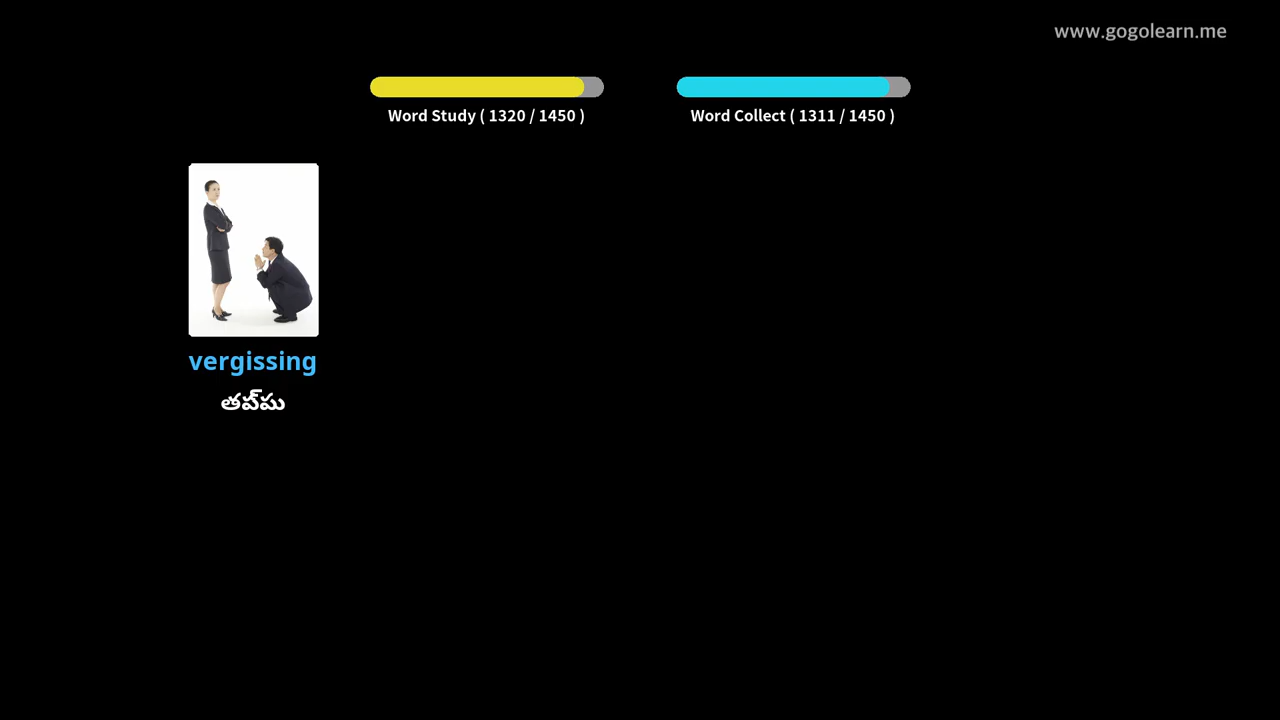 www.gogolearn.me
Word Study ( 1320 / 1450 )
Word Collect ( 1311 / 1450 )
vergissing
తప్పు